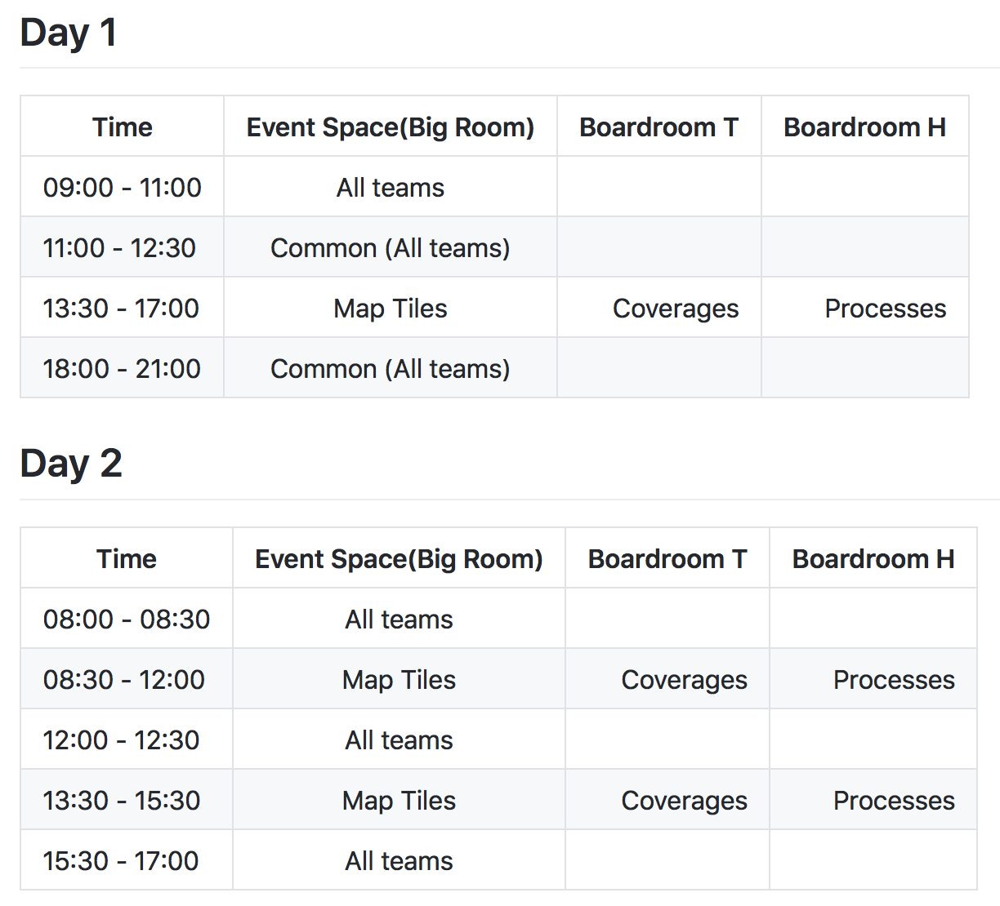 Day 1
Time Event Space(Big Room) Boardroom T Boardroom H
09:00 - 11:00 All teams
11:00 - 12:30 Common (All teams)
13:30 - 17:00 Map Tiles Coverages Processes
18:00 - 21:00 Common (All teams)
Day 2
Time Event Space(Big Room) Boardroom T Boardroom H
08:00 - 08:30 All teams
08:30 - 12:00 Map Tiles Coverages Processes
12:00 - 12:30 All teams
13:30 - 15:30 Map Tiles Coverages Processes
15:30 - 17:00 All teams